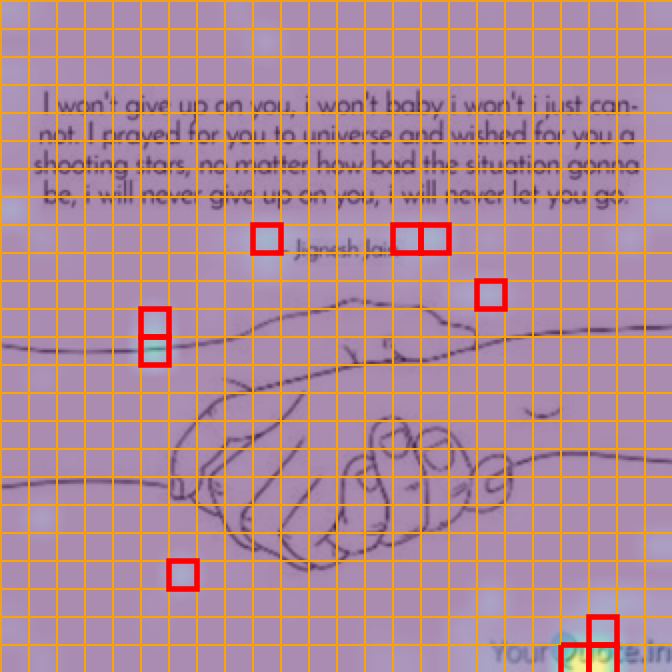 I won't give up on you, i won't baby i won't i just can-
not. I prayed for you to universe and wished for you a
shooting stars, no matter how bad the situation gonna
be, i will never give up on you, i will never let you go.
- Jignesh Jain
YourQuote.in